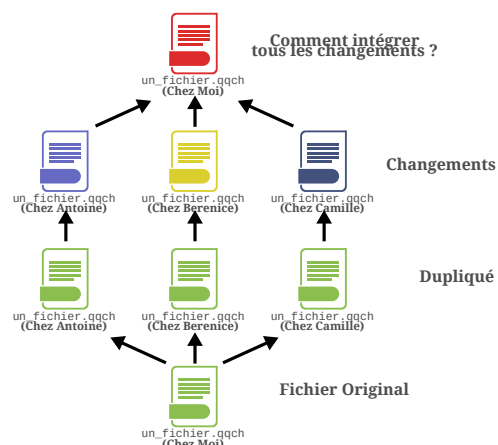 Comment intégrer
tous les changements ?
un_fichier.qqch
(Chez Moi)
Changements
un_fichier.qqch
(Chez Antoine)
un_fichier.qqch
(Chez Berenice)
un_fichier.qqch
(Chez Camille)
Dupliqué
un_fichier.qqch
(Chez Antoine)
un_fichier.qqch
(Chez Berenice)
un_fichier.qqch
(Chez Camille)
Fichier Original
un_fichier.qqch
(Chez Moi)